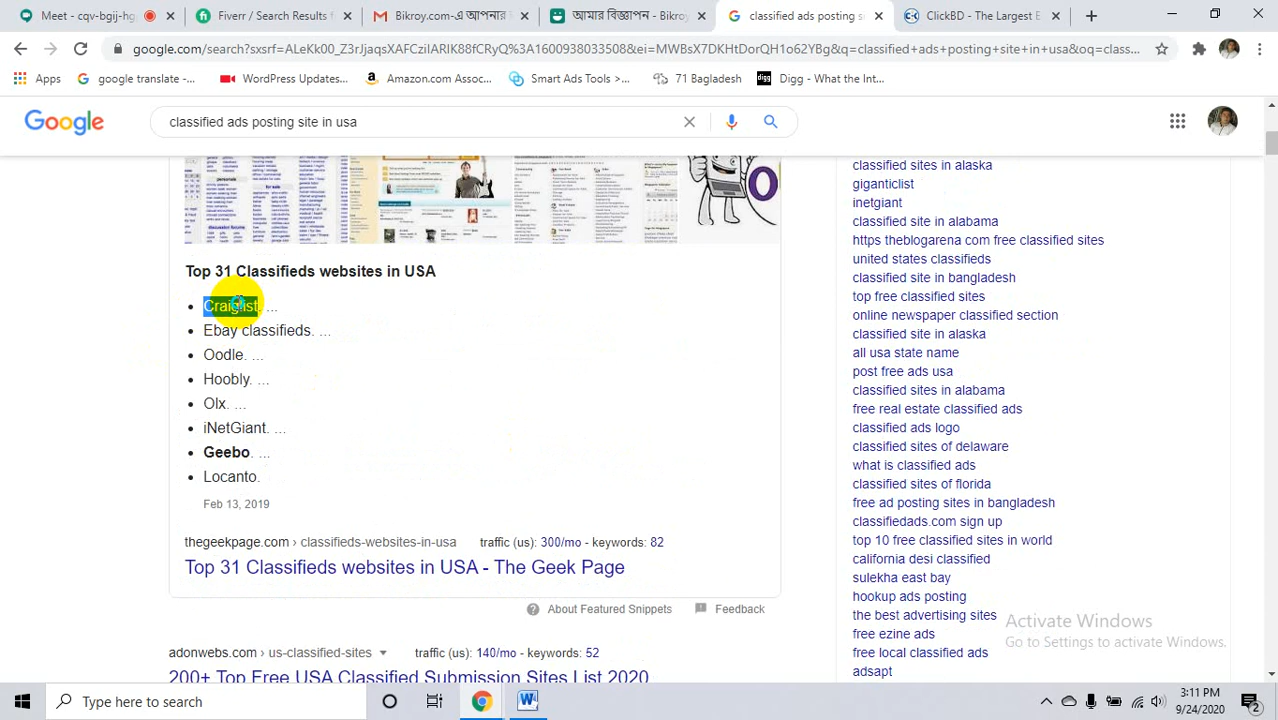 Bikroy.com-এ আপনার
আমার বিজ্ঞাপন - Bikroy
classified ads posting s
ClickBD - The Largest E
google.com/search?sxsrf=ALeKk00_Z3rJjaqsXAFCziIARIK88fCRyQ%3A1600938033508&ei=MWBsX7DKHtDorQH1o62YBg&q=classified+ads+posting+site+in+usa&oq=class...
Apps
google translate -...
WordPress Updates...
Amazon.com Assoc...
Smart Ads Tools >...
71 Bag Mesh
Digg - What the Int...
Google
classified ads posting site in usa
Top 31 Classifieds websites in USA
Craiglist. ...
Ebay classifieds. ...
Oodle. ...
Hoobly. ...
Olx. ...
iNetGiant. ...
Geebo. ...
Locanto.
Feb 13, 2019
thegeekpage.com › classifieds-websites-in-usa traffic (us): 300/mo - keywords: 82
Top 31 Classifieds websites in USA - The Geek Page
About Featured Snippets
Feedback
adonwebs.com › us-classified-sites traffic (us): 140/mo - keywords: 52
200+ Top Free USA Classified Submission Sites List 2020
classified sites in alaska
giganticlist
inetgiant
classified site in alabama
https theblogarena com free classified sites
united states classifieds
classified site in bangladesh
top free classified sites
online newspaper classified section
classified site in alaska
all usa state name
post free ads usa
classified sites in alabama
free real estate classified ads
classified ads logo
classified sites of delaware
what is classified ads
classified sites of florida
free ad posting sites in bangladesh
classifiedads.com sign up
top 10 free classified sites in world
california desi classified
sulekha east bay
hookup ads posting
the best advertising sites
free ezine ads
free local classified ads
adsapt
Activate Windows
Go to Settings to activate Windows.
Type here to search
3:11 PM
9/24/2020
2